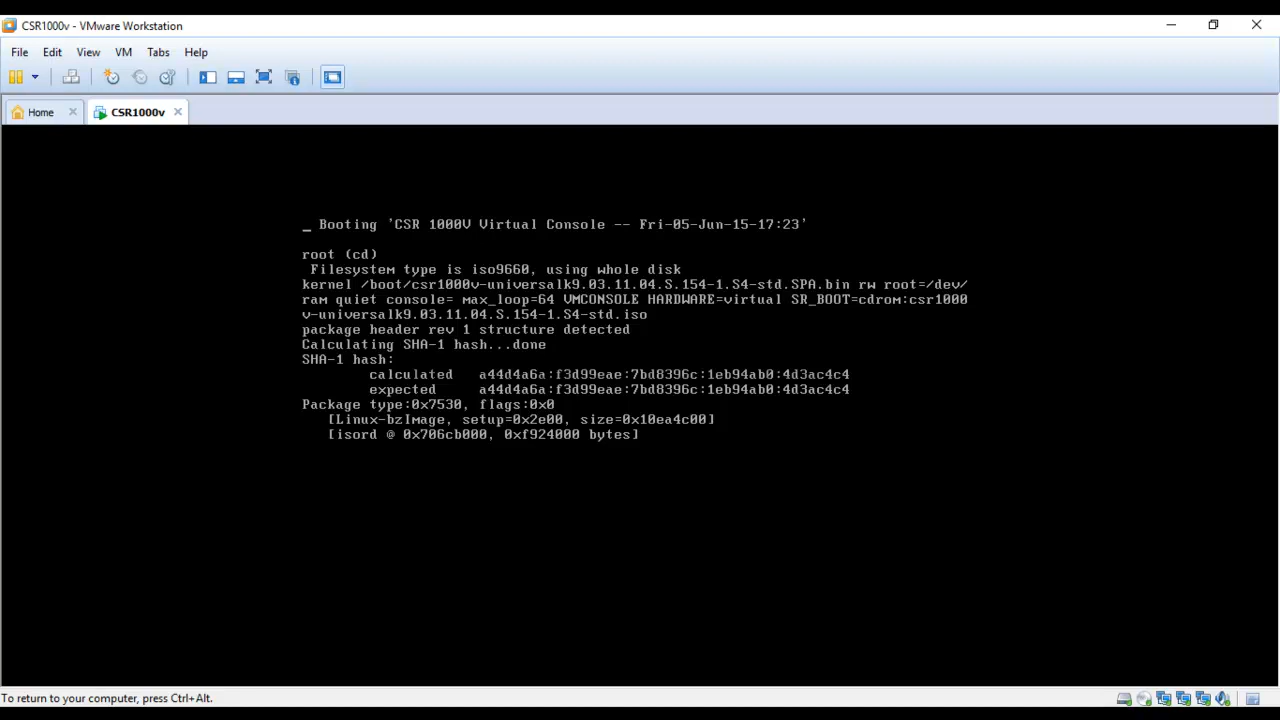 CSR1000v - VMware Workstation
File Edit View VM Tabs Help
Home CSR1000v
_ Booting 'CSR 1000V Virtual Console -- Fri-05-Jun-15-17:23'
root (cd)
Filesystem type is iso9660, using whole disk
kernel /boot/csr1000v-universalk9.03.11.04.S.154-1.S4-std.SPA.bin rw root=/dev/
ram quiet console= max_loop=64 VMCONSOLE HARDWARE=virtual SR_BOOT=cdrom:csr1000
v-universalk9.03.11.04.S.154-1.S4-std.iso
package header rev 1 structure detected
Calculating SHA-1 hash...done
SHA-1 hash:
calculated a44d4a6a:f3d99eae:7bd8396c:1eb94ab0:4d3ac4c4
expected a44d4a6a:f3d99eae:7bd8396c:1eb94ab0:4d3ac4c4
Package type:0x7530, flags:0x0
[Linux-bzImage, setup=0x2e00, size=0x10ea4c00]
[isord @ 0x706cb000, 0xf924000 bytes]
To return to your computer, press Ctrl+Alt.